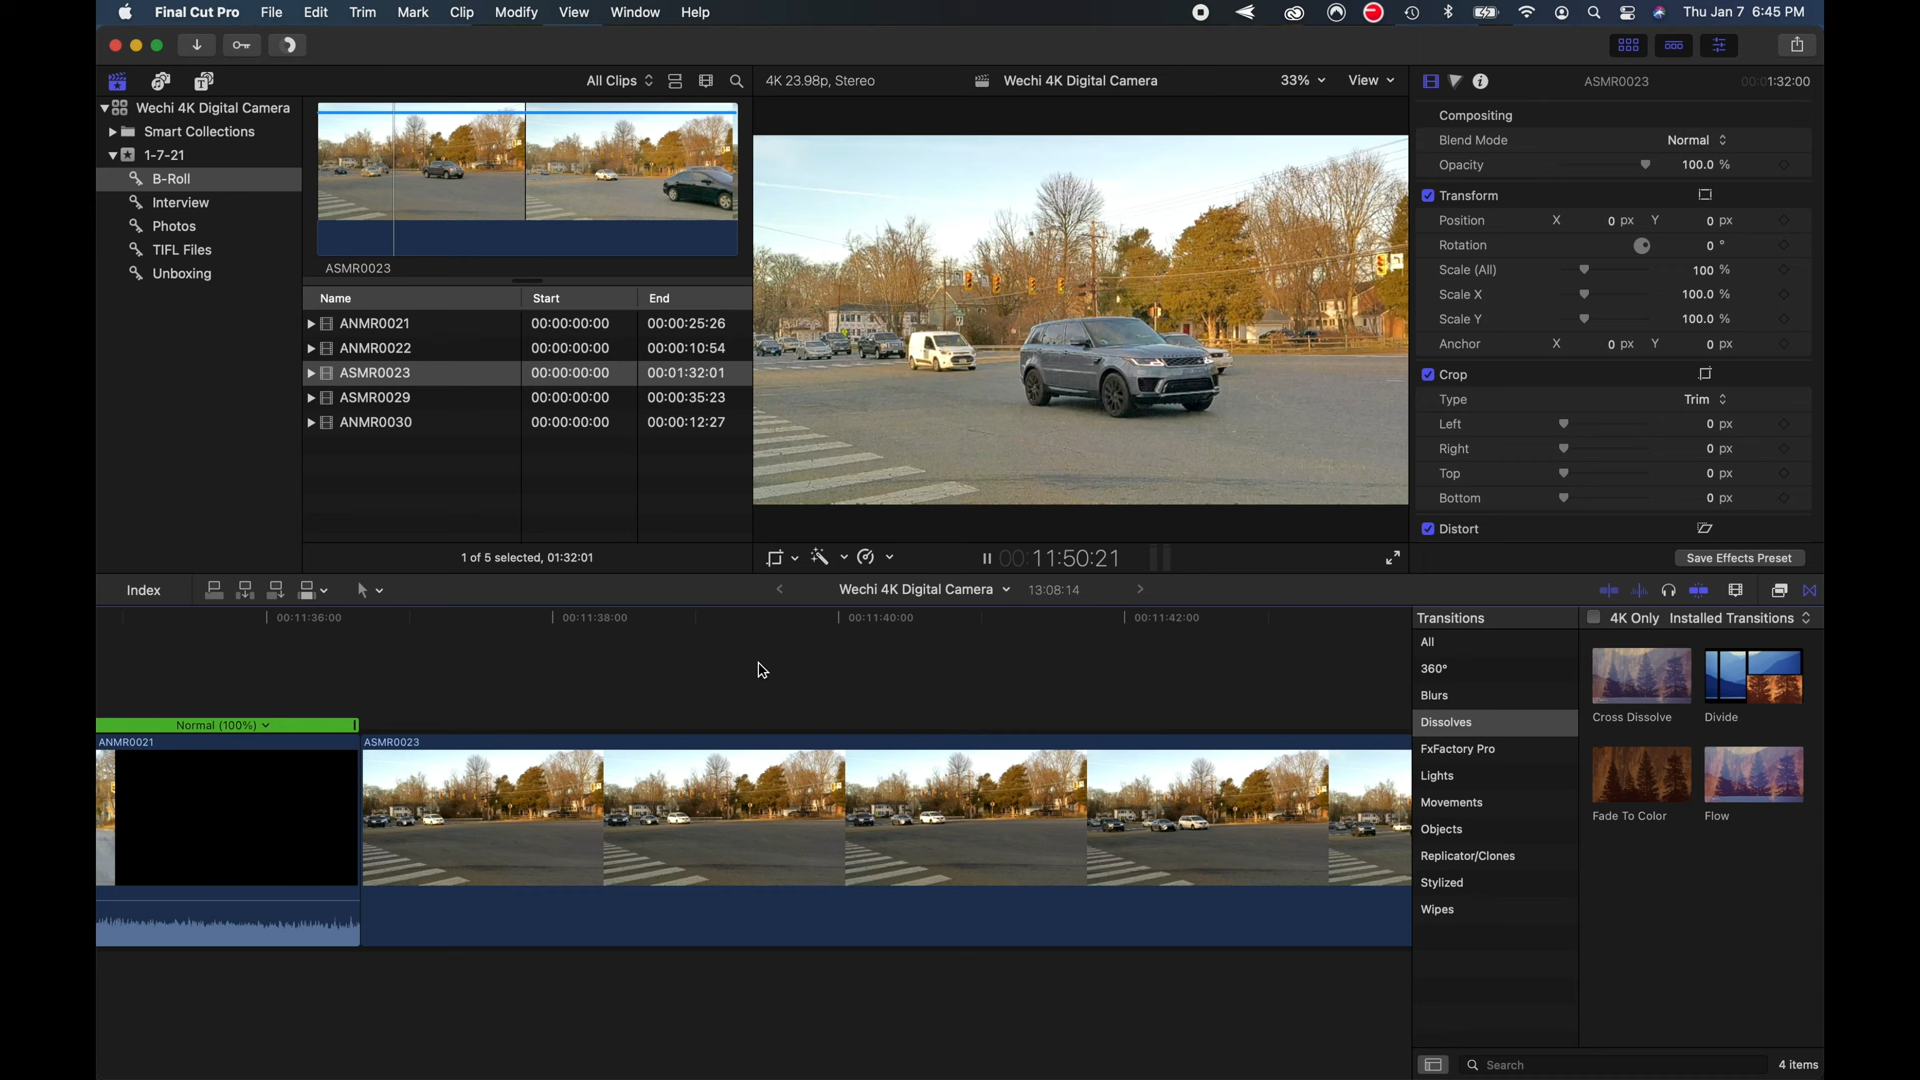 Final Cut Pro File Edit Trim Mark Clip Modify View Window Help Thu Jan 7 6:45 PM
All Clips 4K 23.98p, Stereo Wechi 4K Digital Camera 33% View ASMR0023 00:01:32:00
Wechi 4K Digital Camera
Smart Collections
1-7-21
B-Roll
Interview
Photos
TIFL Files
Unboxing
ASMR0023
Name Start End
ANMR0021 00:00:00:00 00:00:25:26
ANMR0022 00:00:00:00 00:00:10:54
ASMR0023 00:00:00:00 00:01:32:01
ASMR0029 00:00:00:00 00:00:35:23
ANMR0030 00:00:00:00 00:00:12:27
1 of 5 selected, 01:32:01
00:11:50:21
Compositing
Blend Mode Normal
Opacity 100.0 %
Transform
Position X 0 px Y 0 px
Rotation 0 °
Scale (All) 100 %
Scale X 100.0 %
Scale Y 100.0 %
Anchor X 0 px Y 0 px
Crop
Type Trim
Left 0 px
Right 0 px
Top 0 px
Bottom 0 px
Distort
Save Effects Preset
Index Wechi 4K Digital Camera 13:08:14
00:11:36:00 00:11:38:00 00:11:40:00 00:11:42:00
Normal (100%)
ANMR0021 ASMR0023
Transitions 4K Only Installed Transitions
All
360°
Blurs
Dissolves
FxFactory Pro
Lights
Movements
Objects
Replicator/Clones
Stylized
Wipes
Cross Dissolve Divide
Fade To Color Flow
Search 4 items